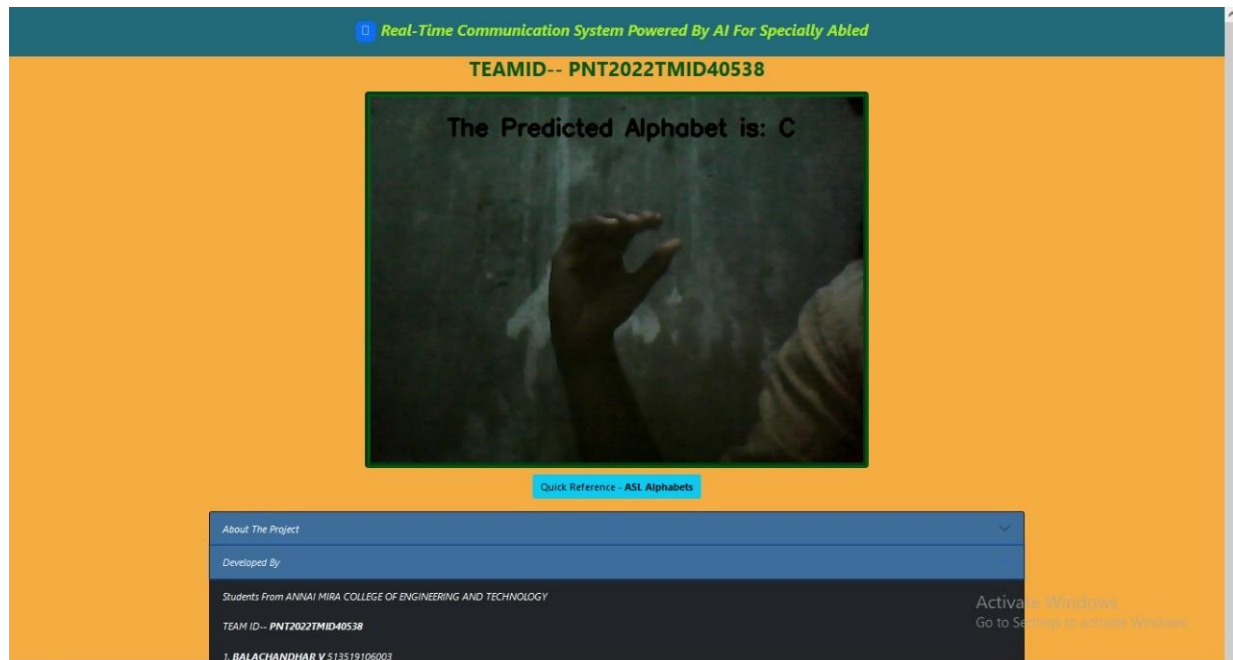 Real-Time Communication System Powered By AI For Specially Abled
TEAMID-- PNT2022TMID40538
The Predicted Alphabet is: C
Quick Reference - ASL Alphabets
About The Project
Developed By
Students From ANNAI MIRA COLLEGE OF ENGINEERING AND TECHNOLOGY
TEAM ID-- PNT2022TMID40538
1. BALACHANDHAR V 513519106003
Activate Windows
Go to Settings to activate Windows.